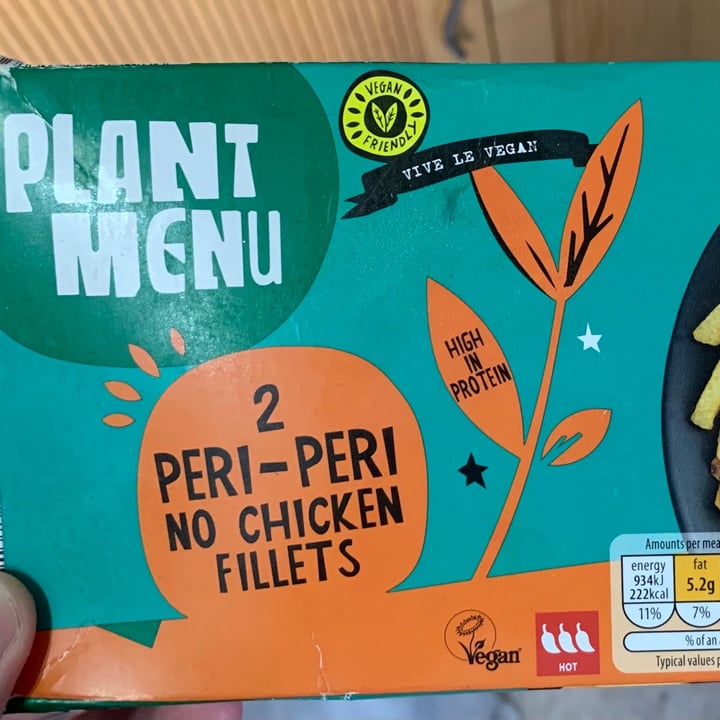 PLANT
MENU
VEGAN
FRIENDLY
VIVE LE VEGAN
HIGH
IN
PROTEIN
2
PERI-PERI
NO CHICKEN
FILLETS
Vegan
HOT
Amounts per
energy
934kJ
222kcal
11%
fat
5.2g
7%
% of an
Typical values